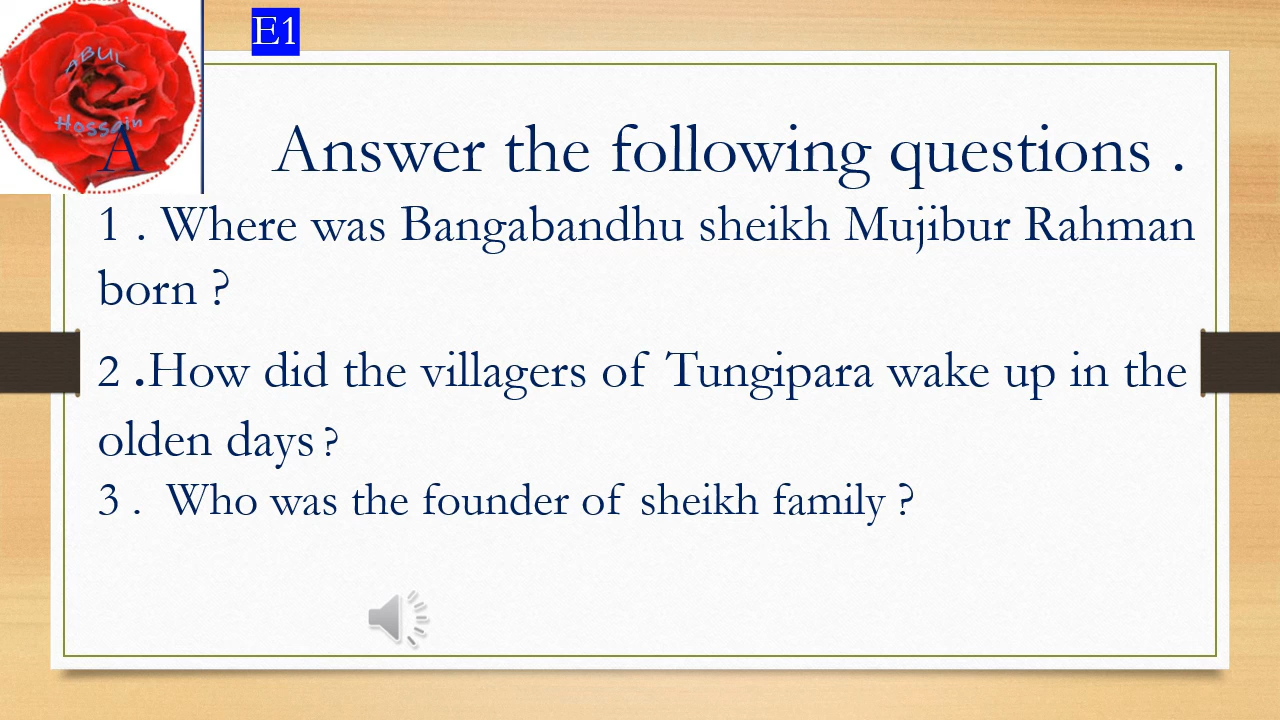 E1
ABUL
Hossain
A Answer the following questions .
1 . Where was Bangabandhu sheikh Mujibur Rahman
born ?
2 .How did the villagers of Tungipara wake up in the
olden days ?
3 . Who was the founder of sheikh family ?